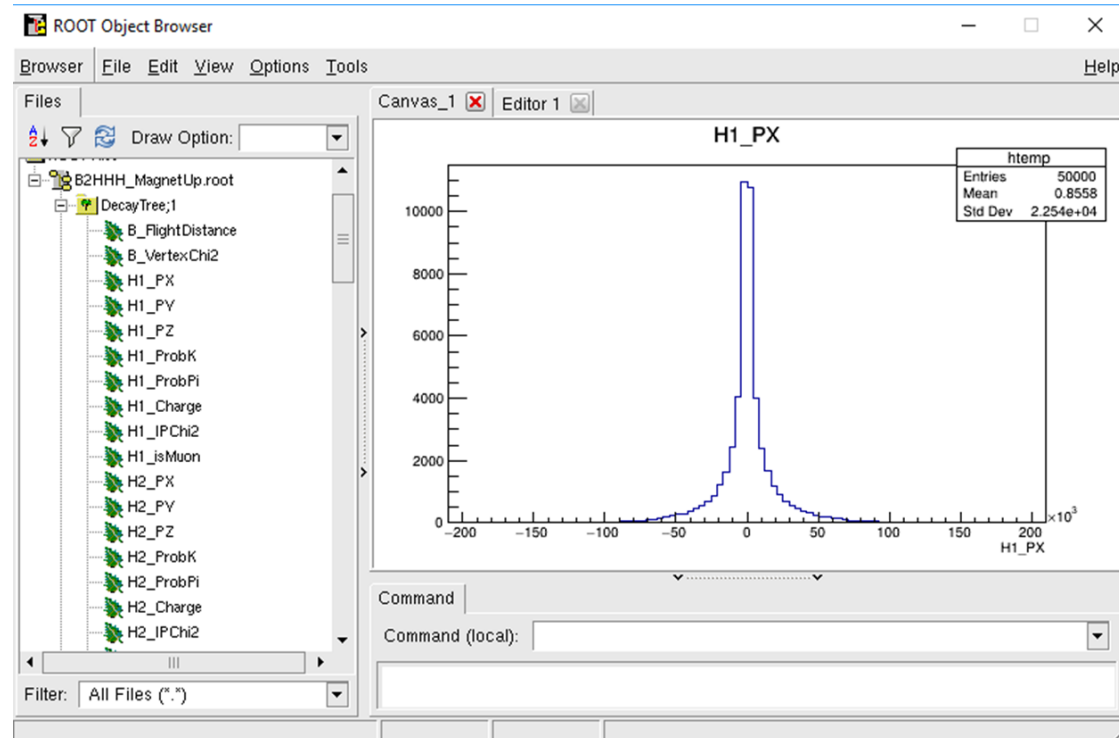 ROOT Object Browser
Browser File Edit View Options Tools Help
Files
Draw Option:
B2HHH_MagnetUp.root
DecayTree;1
B_FlightDistance
B_VertexChi2
H1_PX
H1_PY
H1_PZ
H1_ProbK
H1_ProbPi
H1_Charge
H1_IPChi2
H1_isMuon
H2_PX
H2_PY
H2_PZ
H2_ProbK
H2_ProbPi
H2_Charge
H2_IPChi2
Filter: All Files (*.*)
Canvas_1 Editor 1
H1_PX
htemp
Entries 50000
Mean 0.8558
Std Dev 2.254e+04
10000
8000
6000
4000
2000
0
−200 −150 −100 −50 0 50 100 150 200
×10³
H1_PX
Command
Command (local):